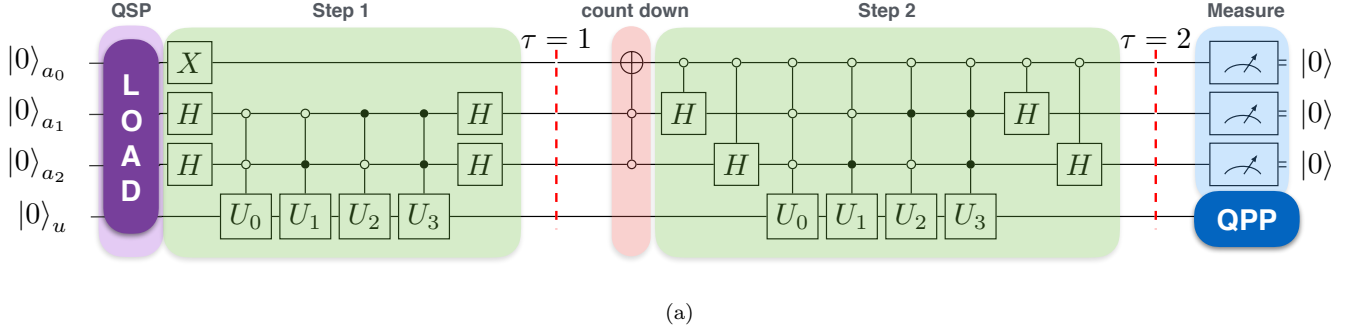 QSP Step 1 count down Step 2 Measure
τ = 1 τ = 2
|0⟩a₀ X |0⟩
|0⟩a₁ H H H H |0⟩
|0⟩a₂ H H H H |0⟩
|0⟩u U₀ U₁ U₂ U₃ U₀ U₁ U₂ U₃ QPP
LOAD
(a)